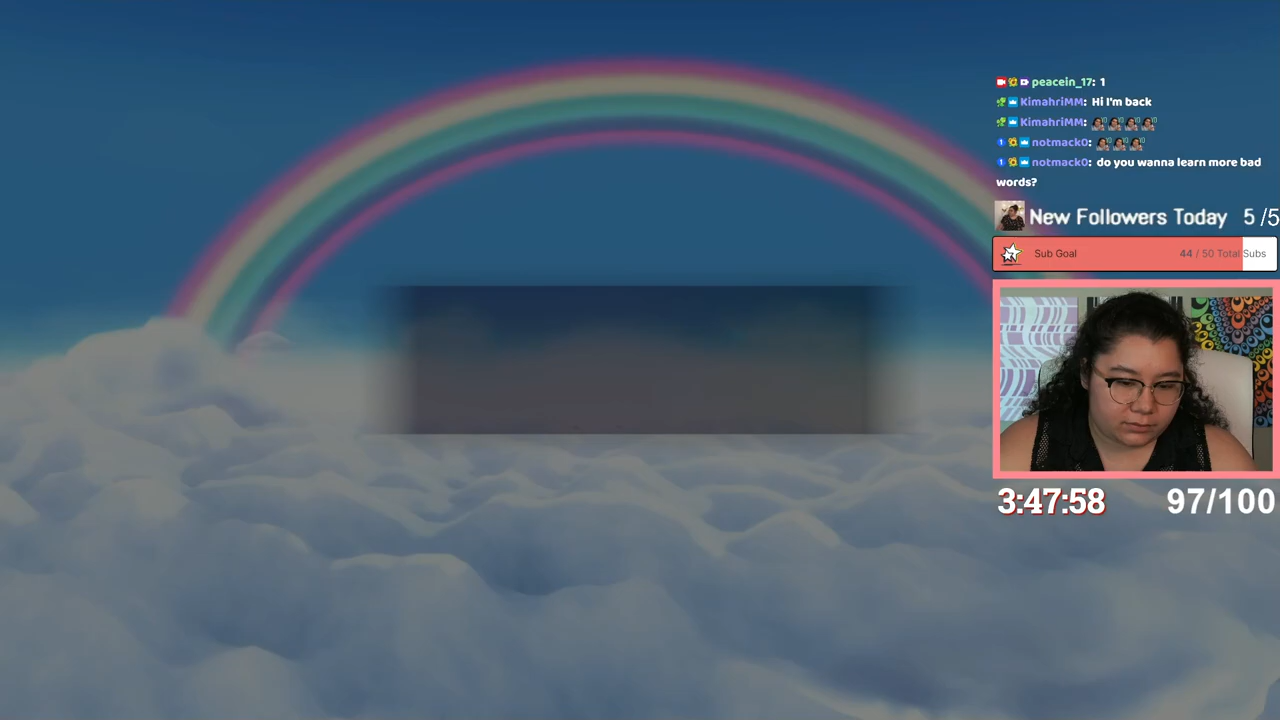 peacein_17: 1
KimahriMM: Hi I'm back
KimahriMM:
notmack0:
notmack0: do you wanna learn more bad
words?
New Followers Today 5 /5
Sub Goal 44 / 50 Total Subs
3:47:58 97/100